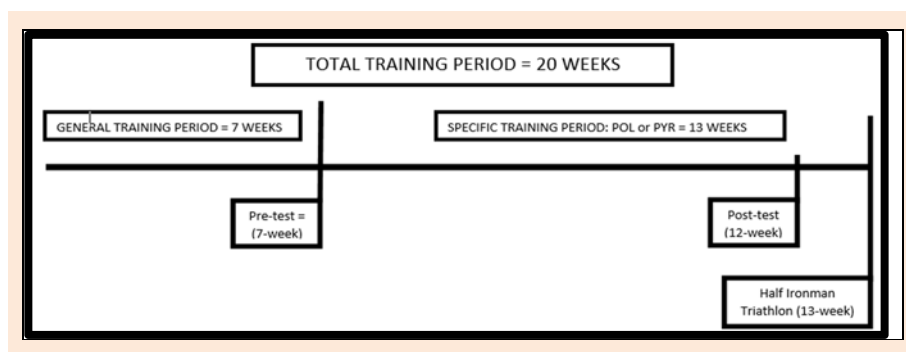 TOTAL TRAINING PERIOD = 20 WEEKS
GENERAL TRAINING PERIOD = 7 WEEKS
SPECIFIC TRAINING PERIOD: POL or PYR = 13 WEEKS
Pre-test =
(7-week)
Post-test
(12-week)
Half Ironman
Triathlon (13-week)